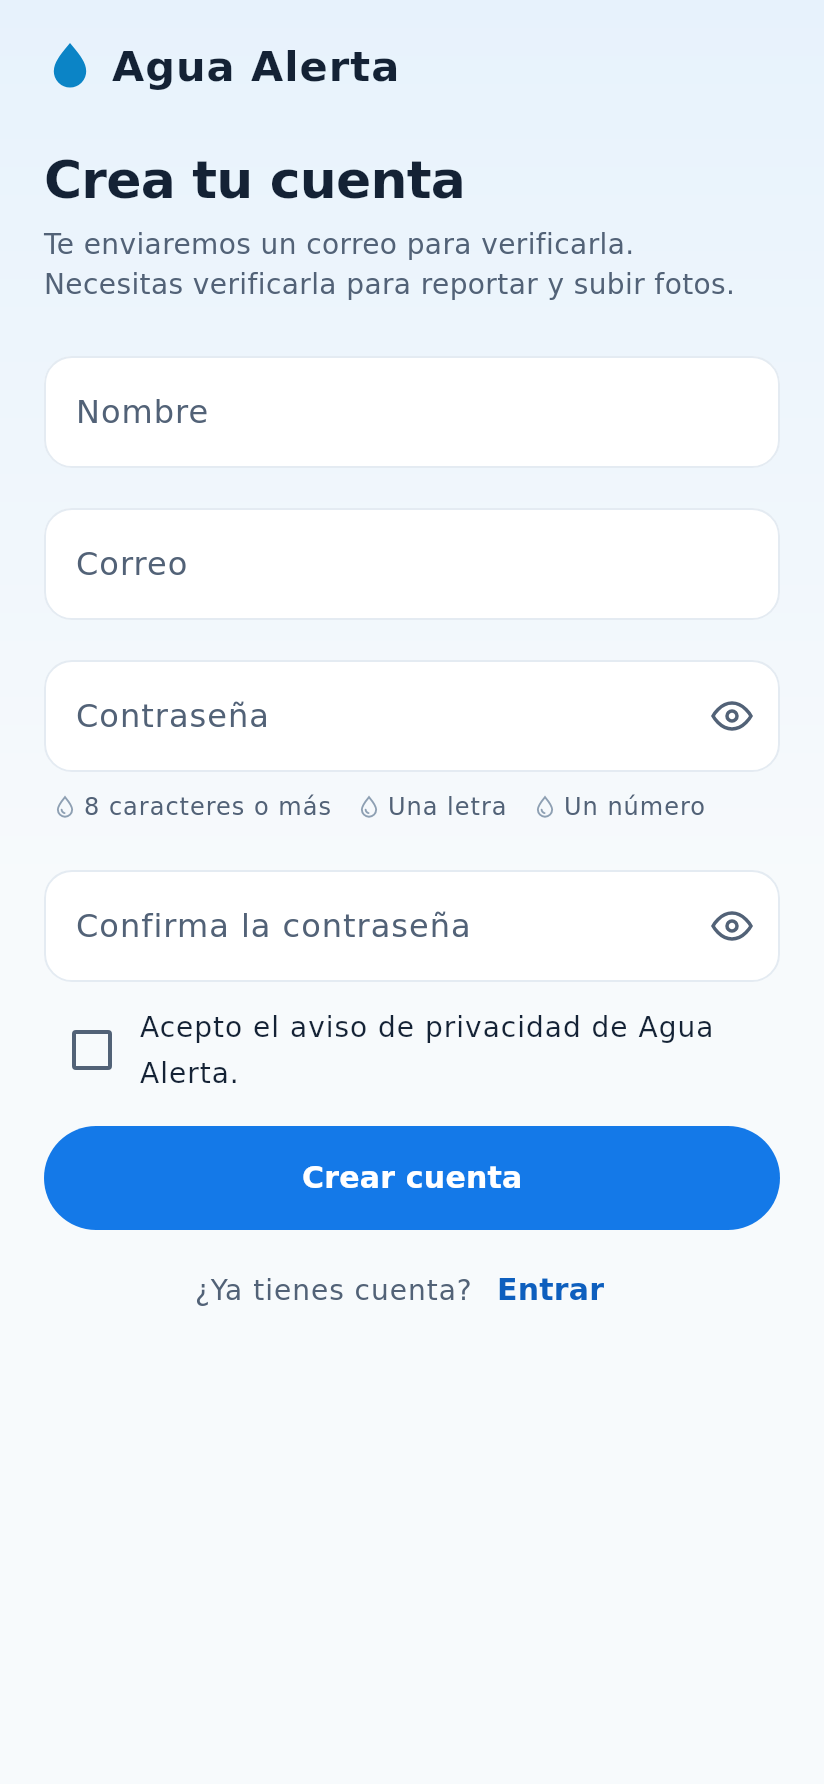 Agua Alerta
Crea tu cuenta
Te enviaremos un correo para verificarla.
Necesitas verificarla para reportar y subir fotos.
Nombre
Correo
Contraseña
8 caracteres o más Una letra Un número
Confirma la contraseña
Acepto el aviso de privacidad de Agua
Alerta.
Crear cuenta
¿Ya tienes cuenta? Entrar